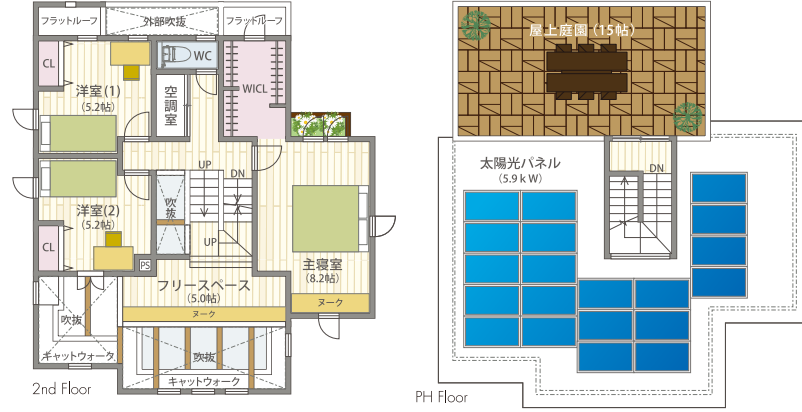 フラットルーフ
外部吹抜
フラットルーフ
CL
洋室(1)
(5.2帖)
WC
空調室
WICL
UP
DN
洋室(2)
(5.2帖)
吹抜
CL
UP
PS
主寝室
(8.2帖)
フリースペース
(5.0帖)
ヌーク
ヌーク
吹抜
キャットウォーク
吹抜
キャットウォーク
2nd Floor
屋上庭園(15帖)
太陽光パネル
(5.9kW)
DN
PH Floor